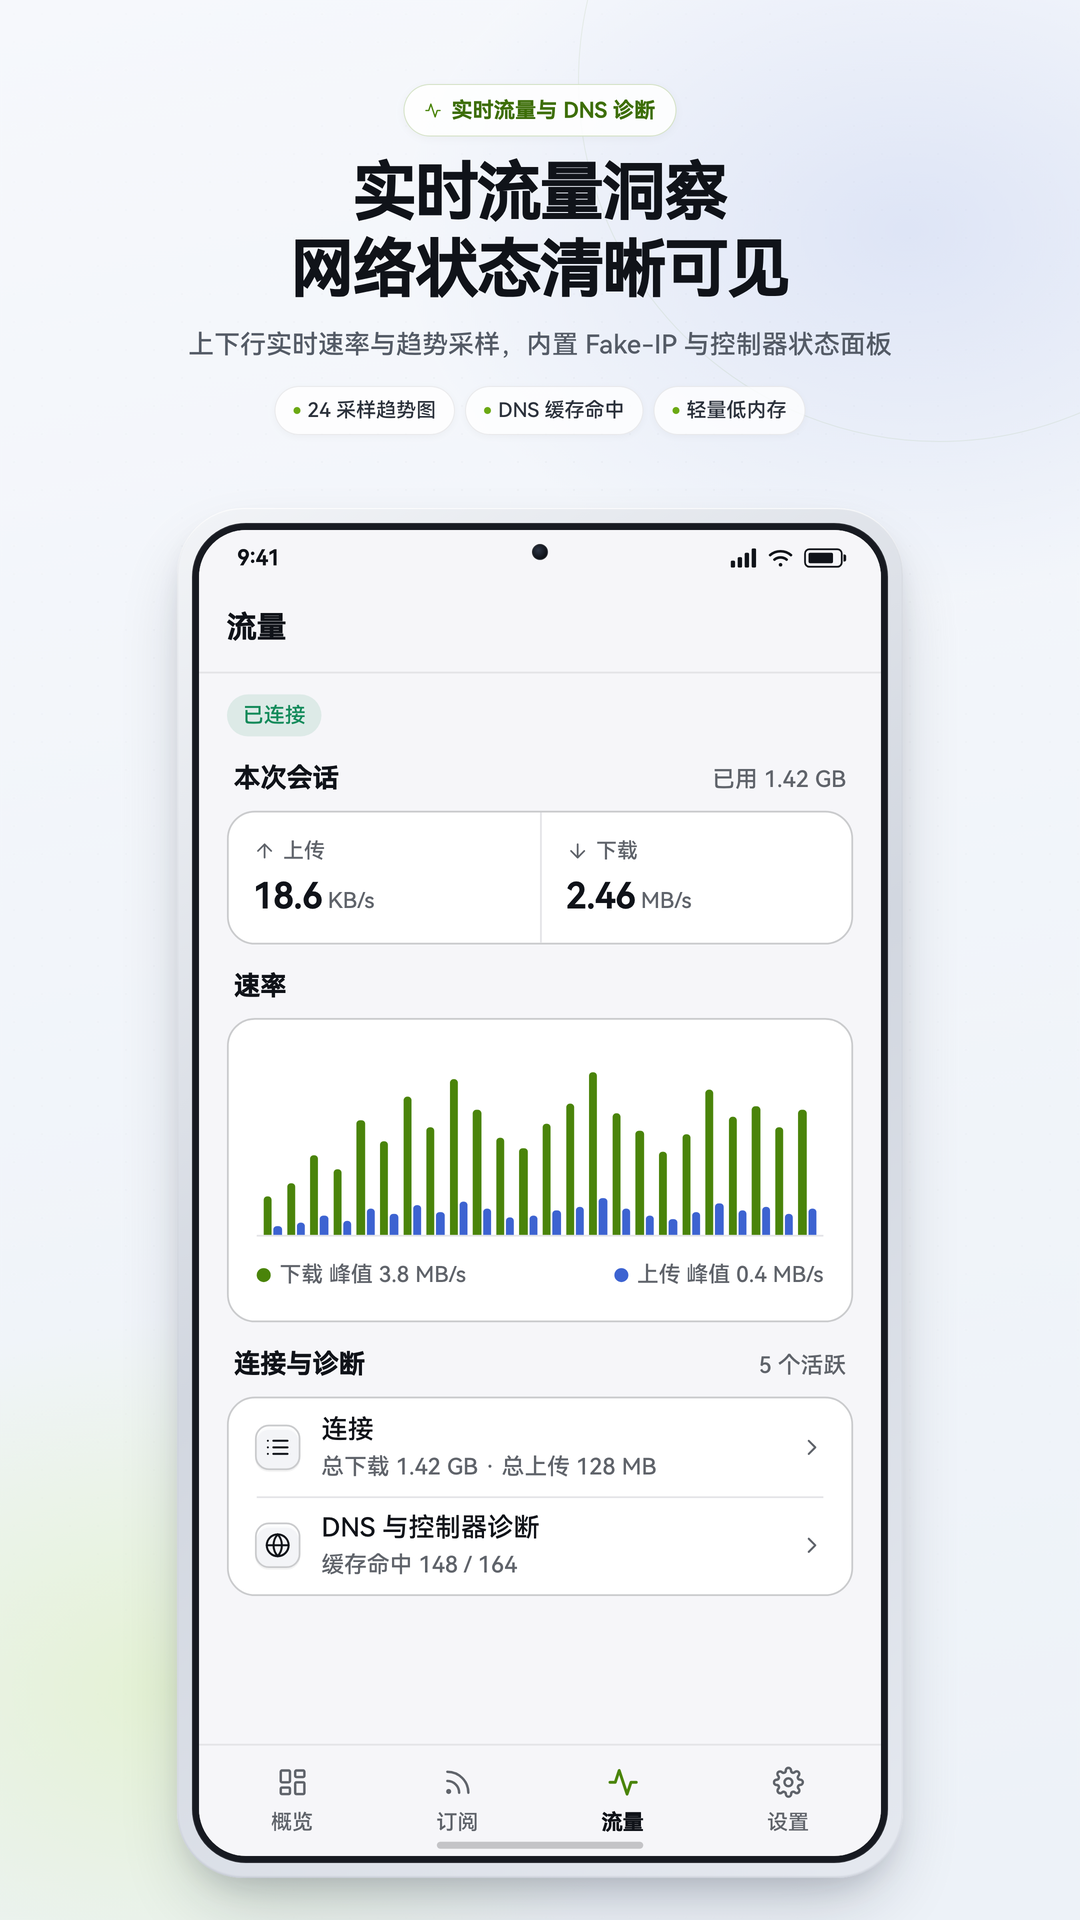 实时流量与 DNS 诊断
实时流量洞察
网络状态清晰可见
上下行实时速率与趋势采样，内置 Fake-IP 与控制器状态面板
24 采样趋势图
DNS 缓存命中
轻量低内存
9:41
流量
已连接
本次会话
已用 1.42 GB
上传
18.6 KB/s
下载
2.46 MB/s
速率
下载 峰值 3.8 MB/s
上传 峰值 0.4 MB/s
连接与诊断
5 个活跃
连接
总下载 1.42 GB · 总上传 128 MB
DNS 与控制器诊断
缓存命中 148 / 164
概览
订阅
流量
设置